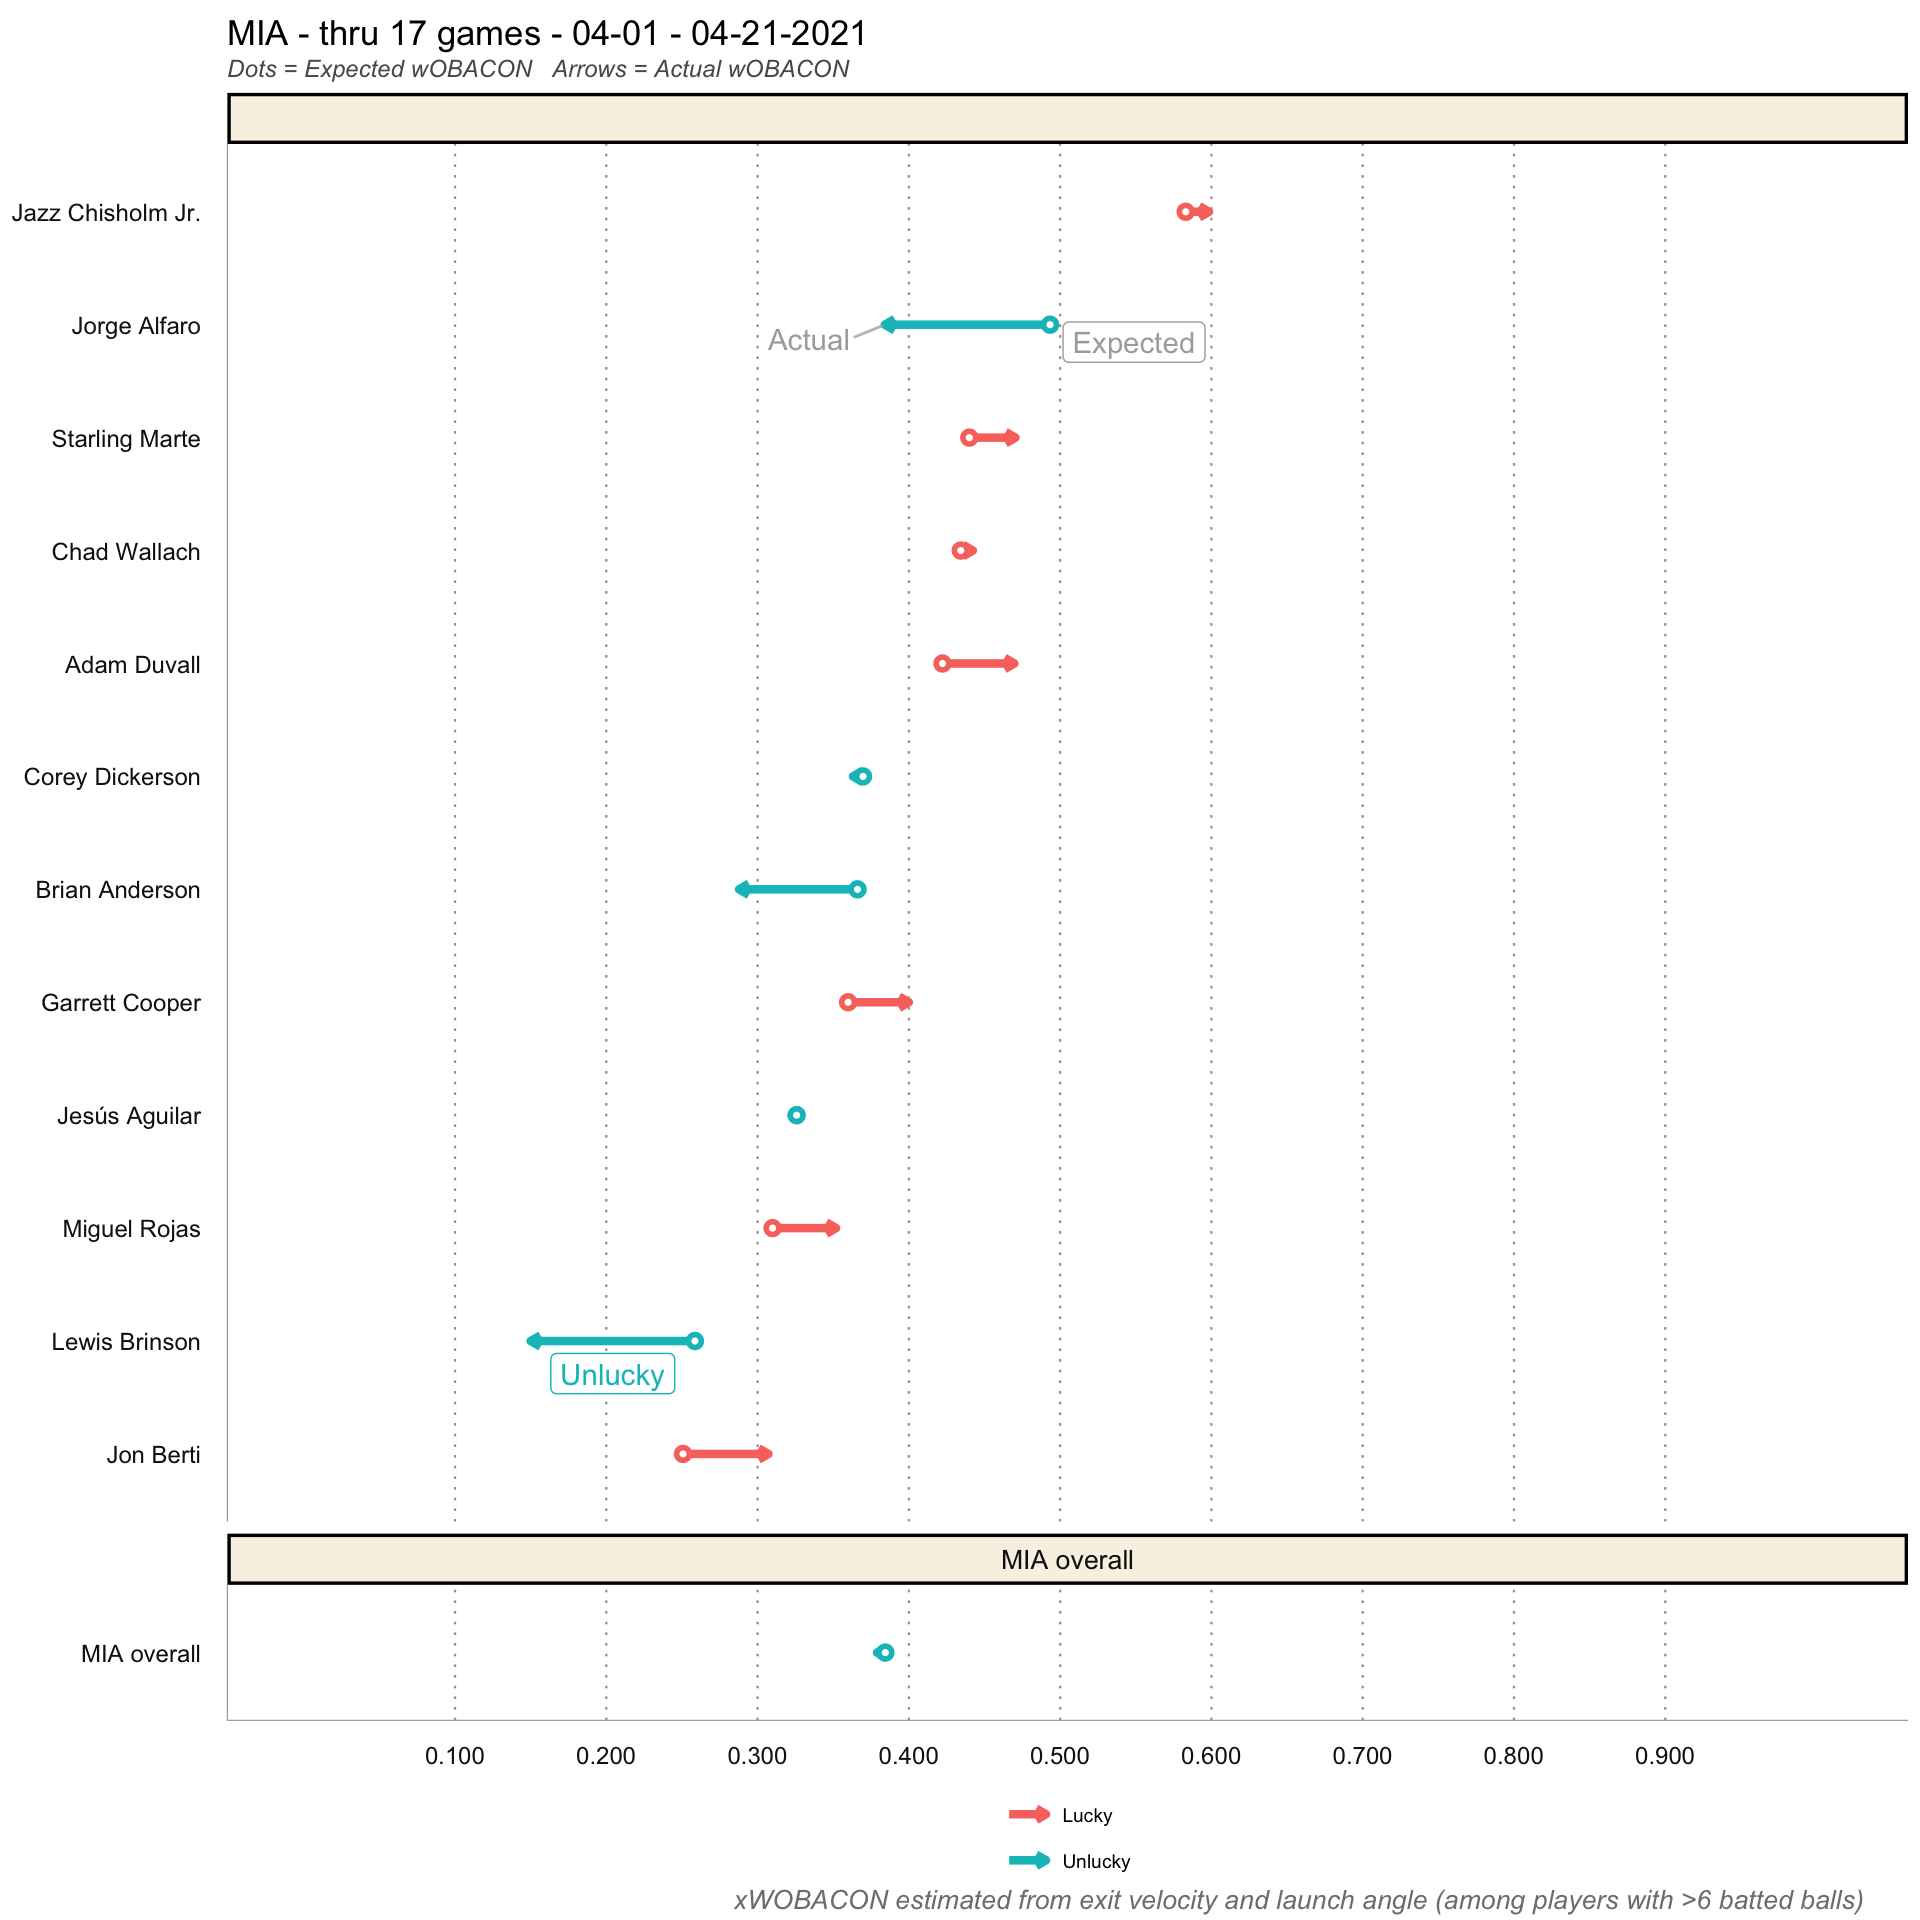 MIA - thru 17 games - 04-01 - 04-21-2021
Dots = Expected wOBACON   Arrows = Actual wOBACON
Jazz Chisholm Jr.
Jorge Alfaro
Actual
Expected
Starling Marte
Chad Wallach
Adam Duvall
Corey Dickerson
Brian Anderson
Garrett Cooper
Jesús Aguilar
Miguel Rojas
Lewis Brinson
Unlucky
Jon Berti
MIA overall
MIA overall
0.100 0.200 0.300 0.400 0.500 0.600 0.700 0.800 0.900
Lucky
Unlucky
xWOBACON estimated from exit velocity and launch angle (among players with >6 batted balls)